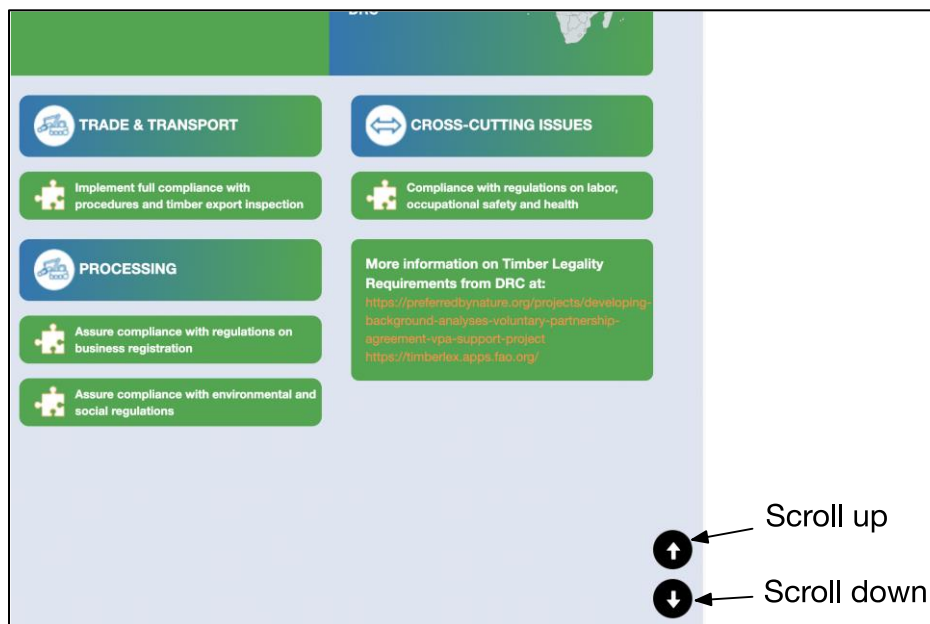 DRC
TRADE & TRANSPORT
Implement full compliance with
procedures and timber export inspection
PROCESSING
Assure compliance with regulations on
business registration
Assure compliance with environmental and
social regulations
CROSS-CUTTING ISSUES
Compliance with regulations on labor,
occupational safety and health
More information on Timber Legality
Requirements from DRC at:
https://preferredbynature.org/projects/developing-
background-analyses-voluntary-partnership-
agreement-vpa-support-project
https://timberlex.apps.fao.org/
Scroll up
Scroll down